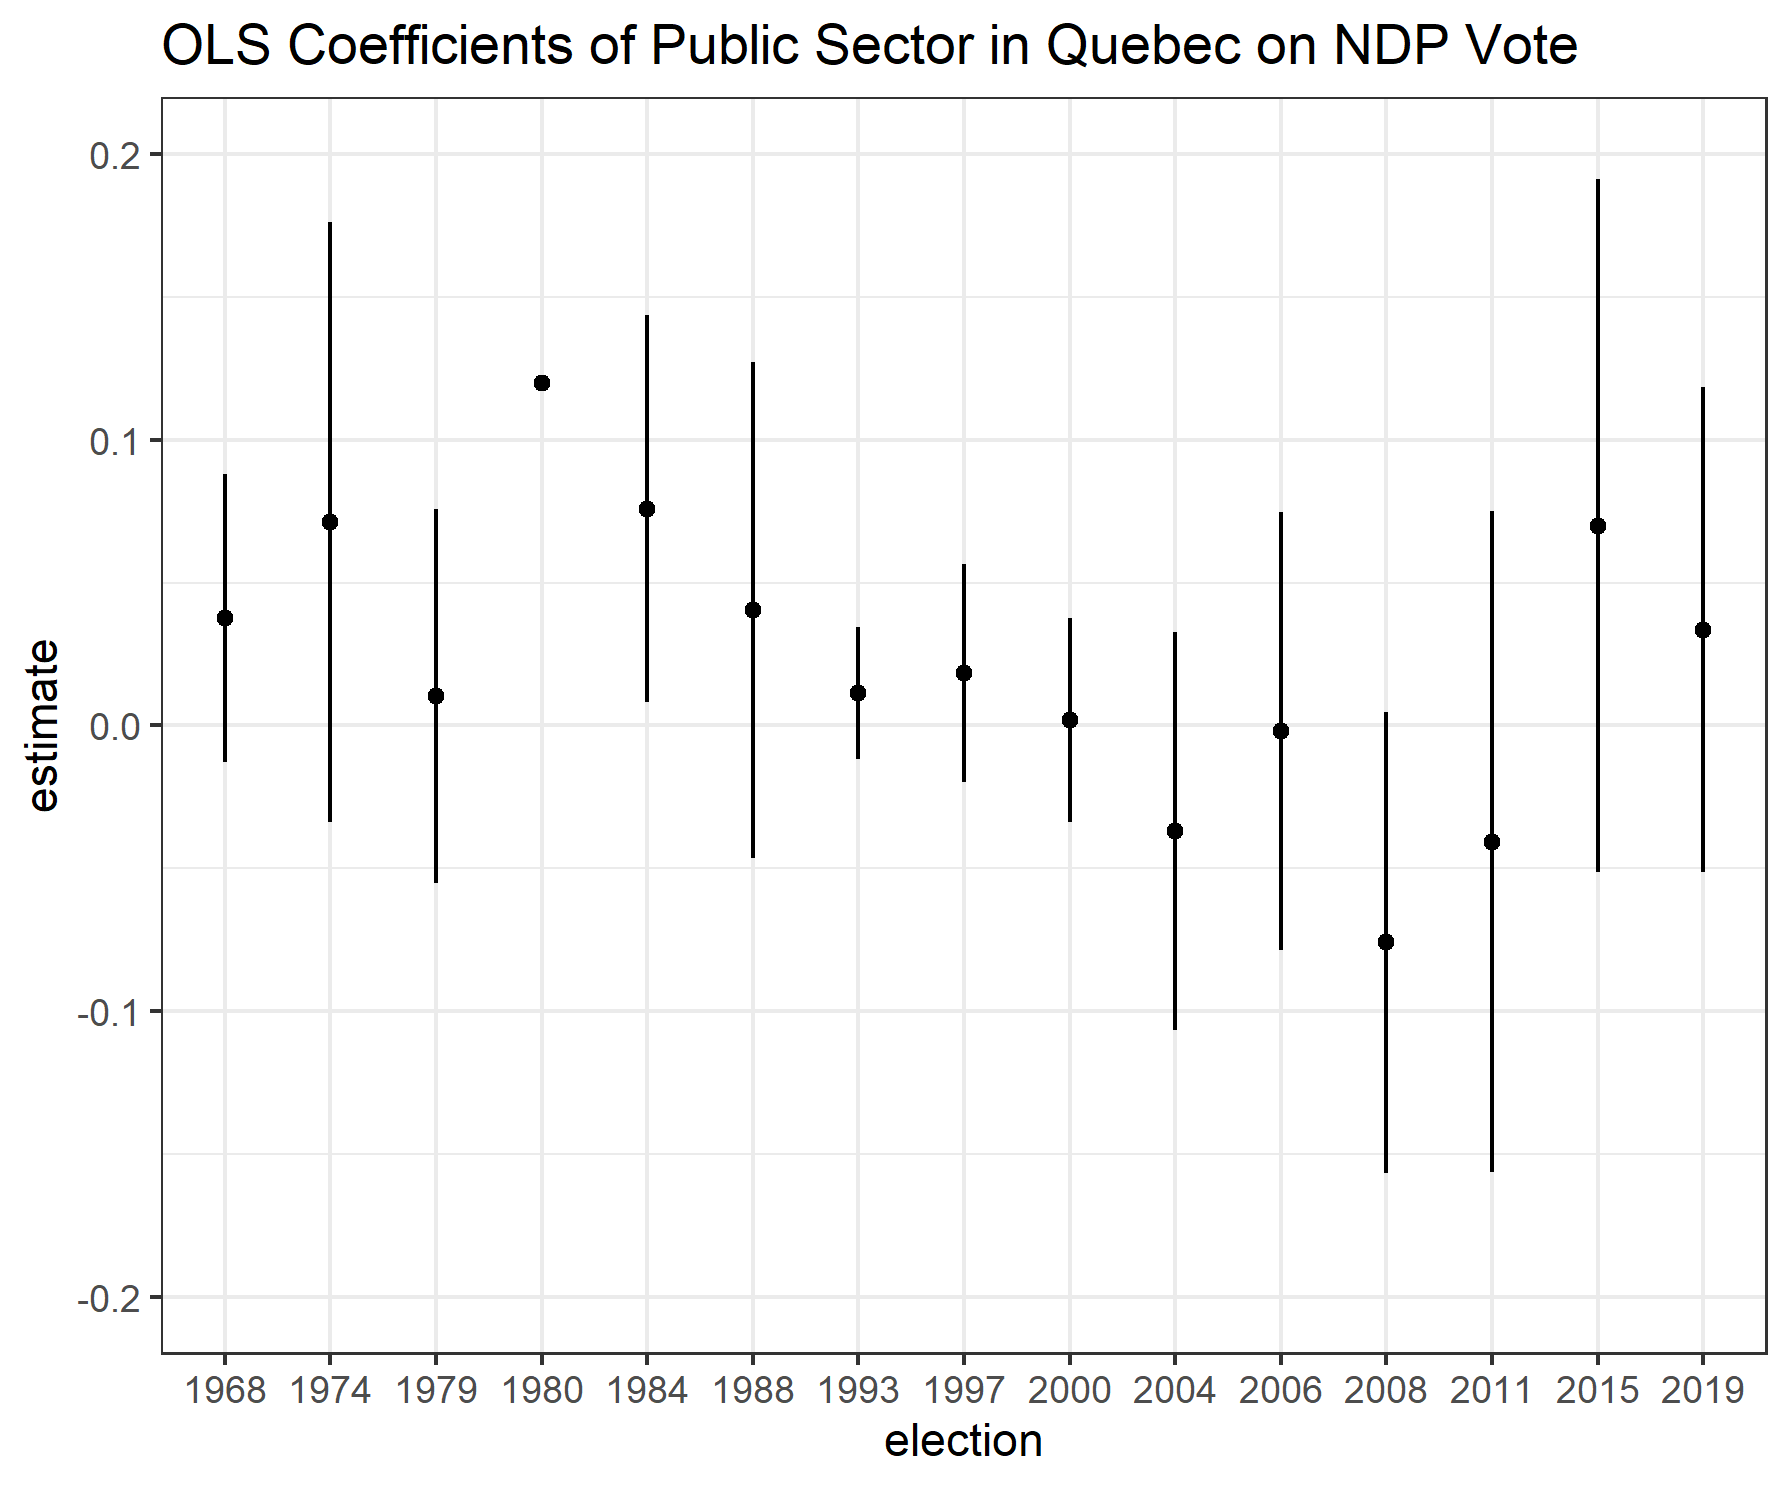 OLS Coefficients of Public Sector in Quebec on NDP Vote
0.2
0.1
0.0
-0.1
-0.2
estimate
1968 1974 1979 1980 1984 1988 1993 1997 2000 2004 2006 2008 2011 2015 2019
election